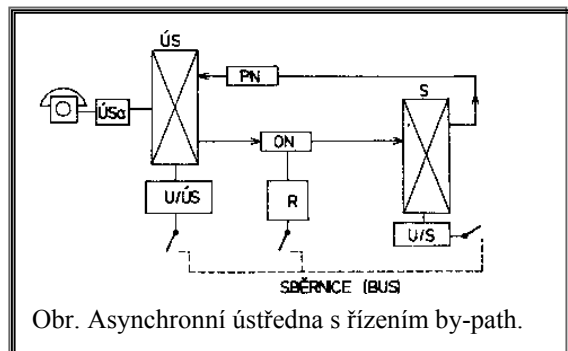 ÚS
PN
S
ÚSa
ON
U/ÚS
R
U/S
SBĚRNICE (BUS)
Obr. Asynchronní ústředna s řízením by-path.